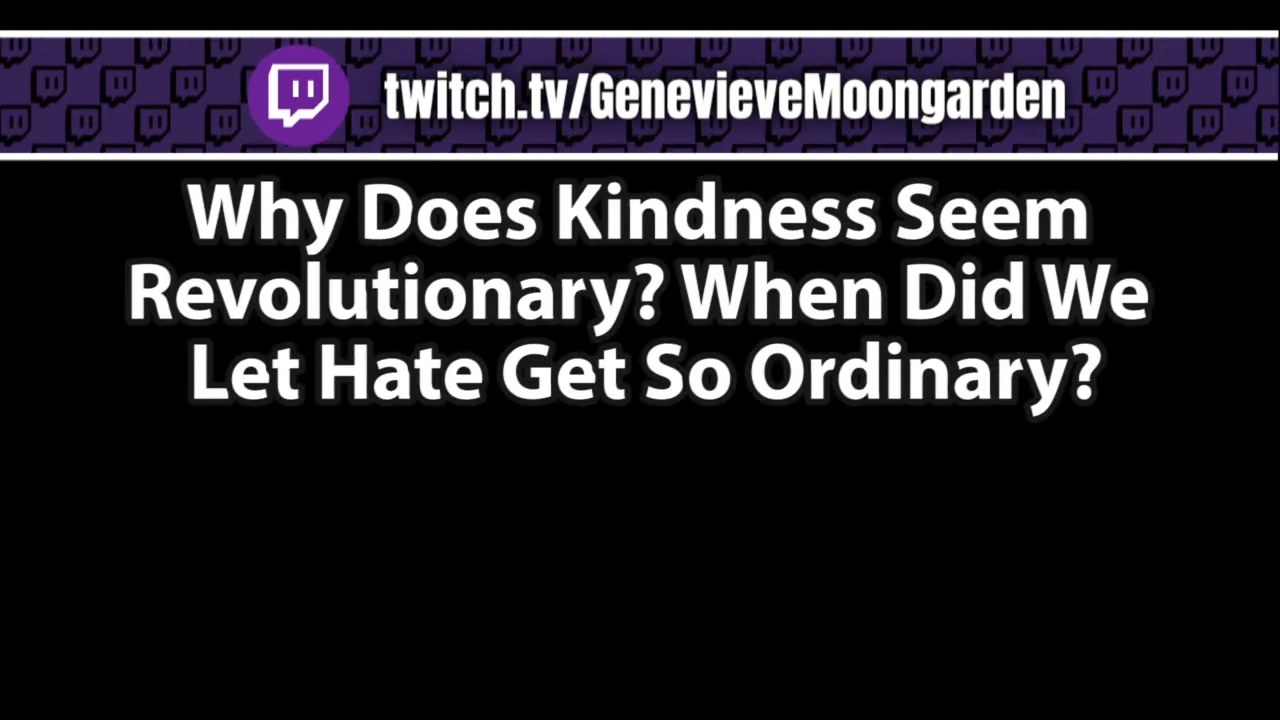 twitch.tv/GenevieveMoongarden
Why Does Kindness Seem
Revolutionary? When Did We
Let Hate Get So Ordinary?